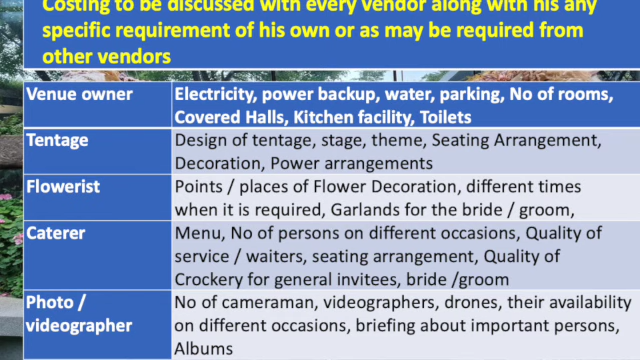 Costing to be discussed with every vendor along with his any
specific requirement of his own or as may be required from
other vendors
Venue owner
Electricity, power backup, water, parking, No of rooms,
Covered Halls, Kitchen facility, Toilets
Tentage
Design of tentage, stage, theme, Seating Arrangement,
Decoration, Power arrangements
Flowerist
Points / places of Flower Decoration, different times
when it is required, Garlands for the bride / groom,
Caterer
Menu, No of persons on different occasions, Quality of
service / waiters, seating arrangement, Quality of
Crockery for general invitees, bride /groom
Photo /
videographer
No of cameraman, videographers, drones, their availability
on different occasions, briefing about important persons,
Albums